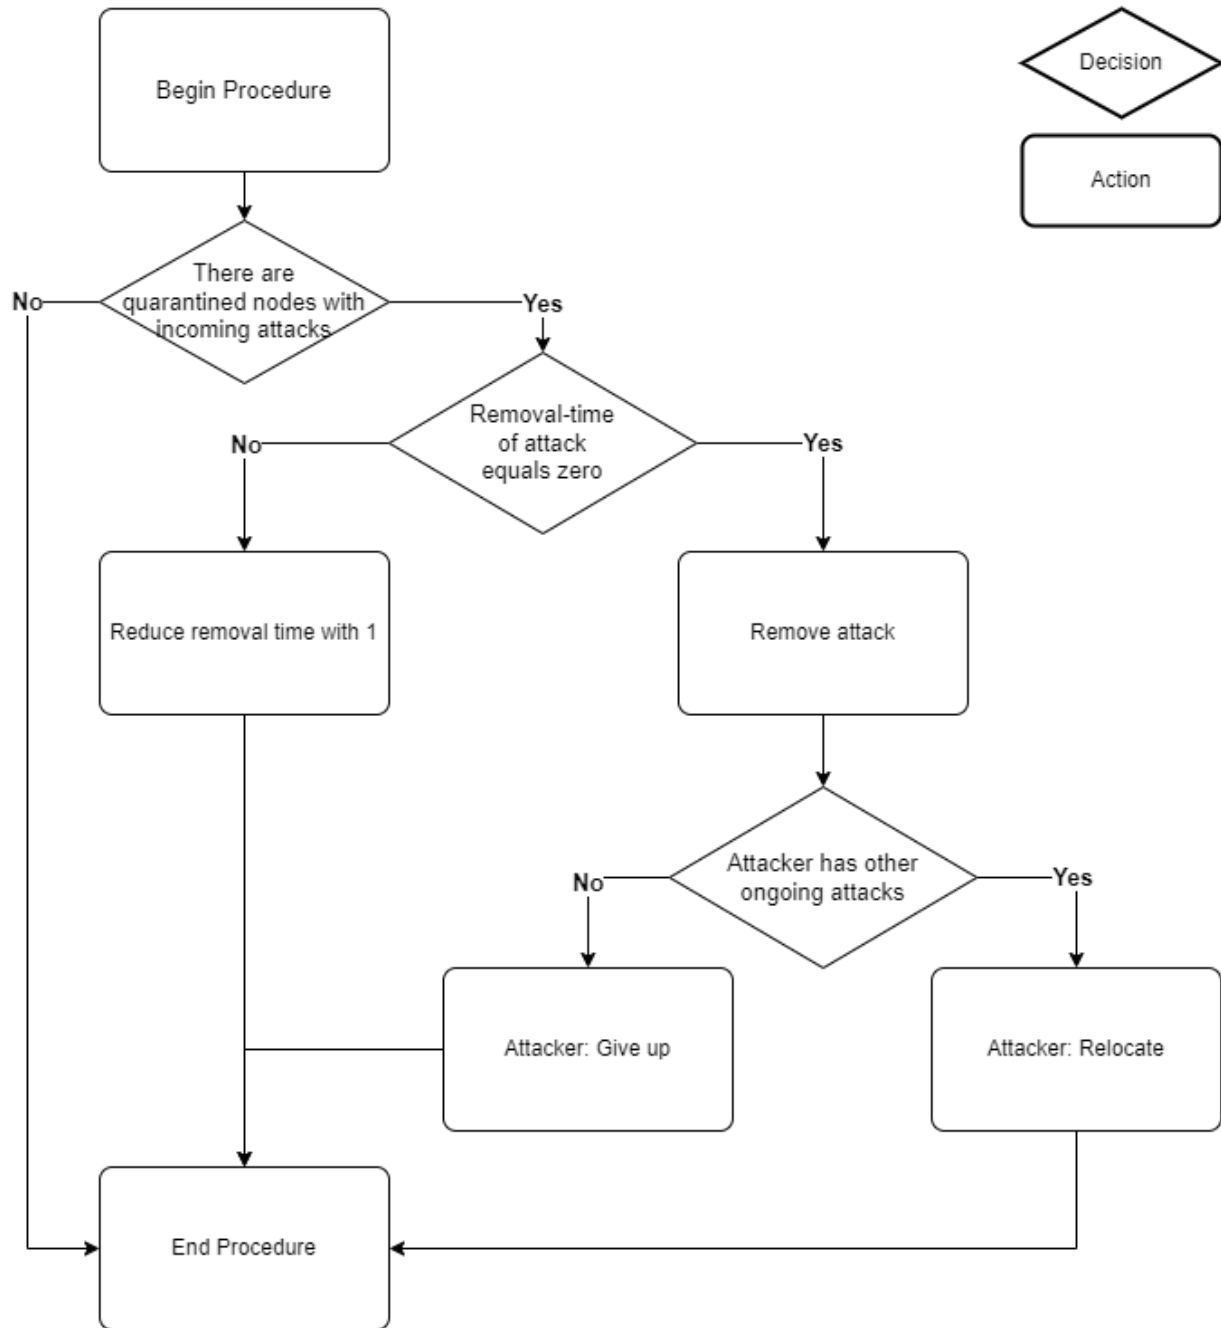 Begin Procedure
Decision
Action
There are
quarantined nodes with
incoming attacks
No
Yes
Removal-time
of attack
equals zero
No
Yes
Reduce removal time with 1
Remove attack
Attacker has other
ongoing attacks
No
Yes
Attacker: Give up
Attacker: Relocate
End Procedure